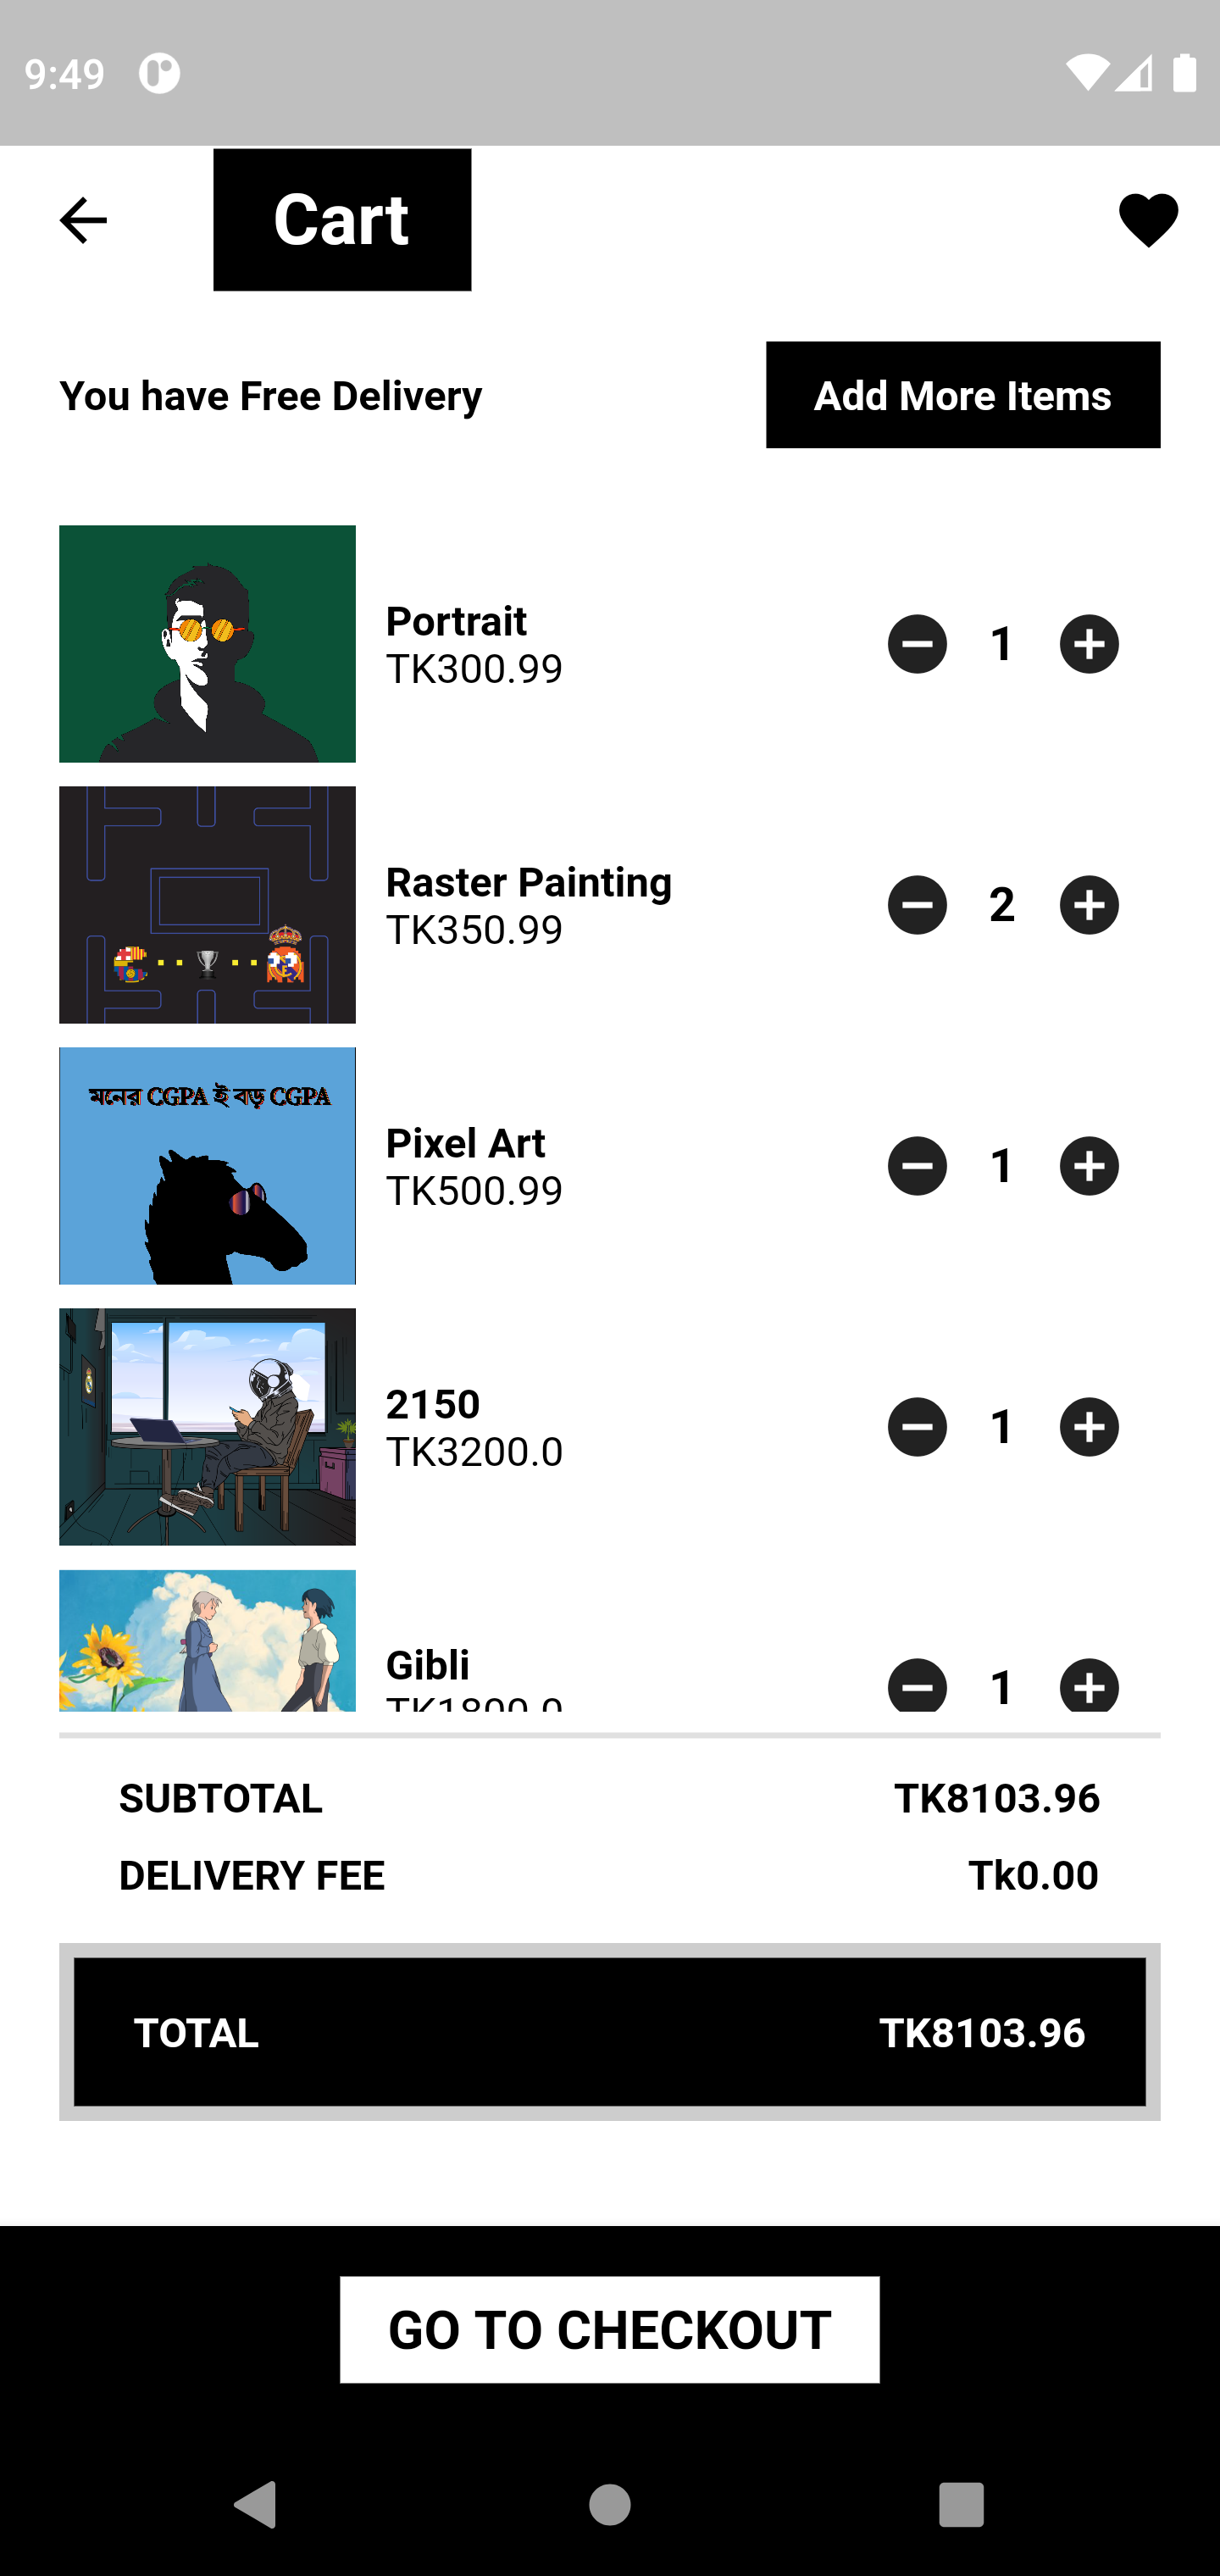 9:49
Cart
You have Free Delivery
Add More Items
Portrait
TK300.99
1
Raster Painting
TK350.99
2
মনের CGPA ই বড় CGPA
Pixel Art
TK500.99
1
2150
TK3200.0
1
Gibli
TK1800.0
1
SUBTOTAL
TK8103.96
DELIVERY FEE
Tk0.00
TOTAL
TK8103.96
GO TO CHECKOUT